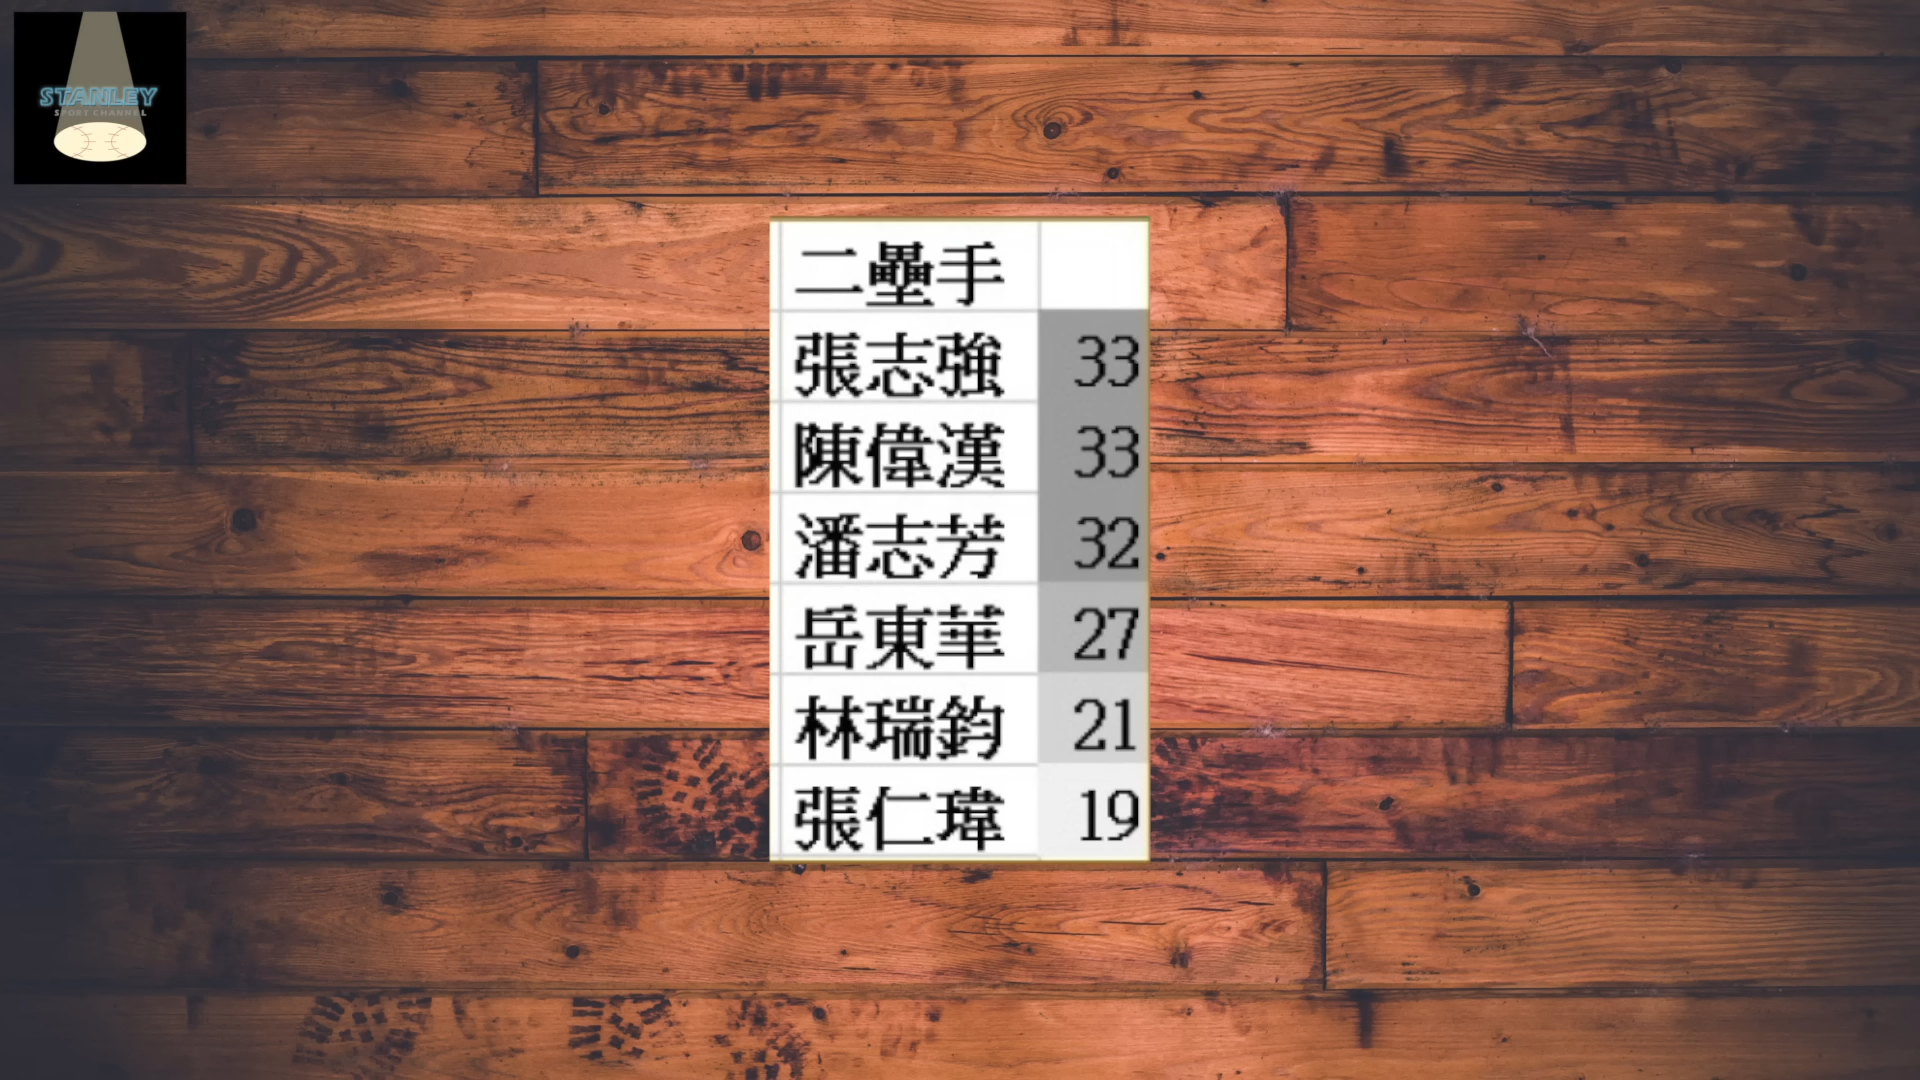 STANLEY
SPORT CHANNEL
二壘手
張志強 33
陳偉漢 33
潘志芳 32
岳東華 27
林瑞鈞 21
張仁瑋 19